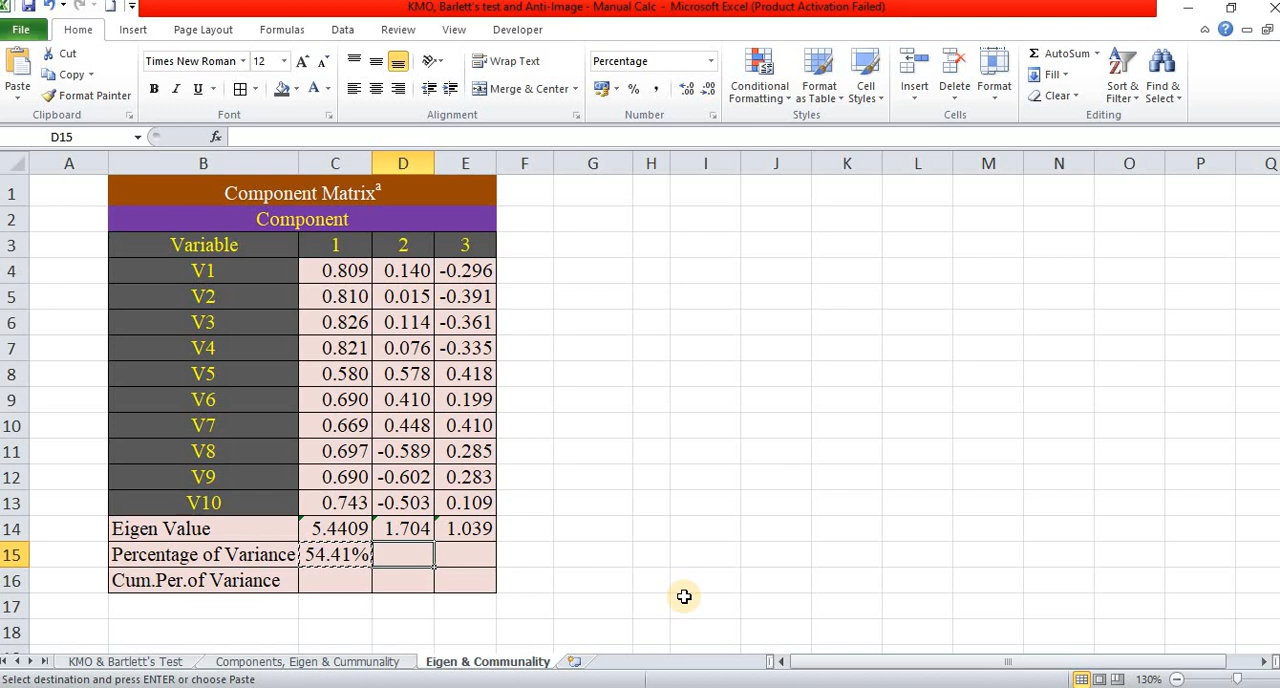 KMO, Barlett's test and Anti-Image - Manual Calc - Microsoft Excel (Product Activation Failed)
File Home Insert Page Layout Formulas Data Review View Developer
Cut Times New Roman 12 Wrap Text Percentage AutoSum
Copy Fill
Paste Format Painter Merge & Center Conditional Formatting Format as Table Cell Styles Insert Delete Format Clear Sort & Filter Find & Select
Clipboard Font Alignment Number Styles Cells Editing
D15 fx
A B C D E F G H I J K L M N O P Q
1 Component Matrixa
2 Component
3 Variable 1 2 3
4 V1 0.809 0.140 -0.296
5 V2 0.810 0.015 -0.391
6 V3 0.826 0.114 -0.361
7 V4 0.821 0.076 -0.335
8 V5 0.580 0.578 0.418
9 V6 0.690 0.410 0.199
10 V7 0.669 0.448 0.410
11 V8 0.697 -0.589 0.285
12 V9 0.690 -0.602 0.283
13 V10 0.743 -0.503 0.109
14 Eigen Value 5.4409 1.704 1.039
15 Percentage of Variance 54.41%
16 Cum.Per.of Variance
17
18
KMO & Bartlett's Test Components, Eigen & Cummunality Eigen & Communality
Select destination and press ENTER or choose Paste 130%